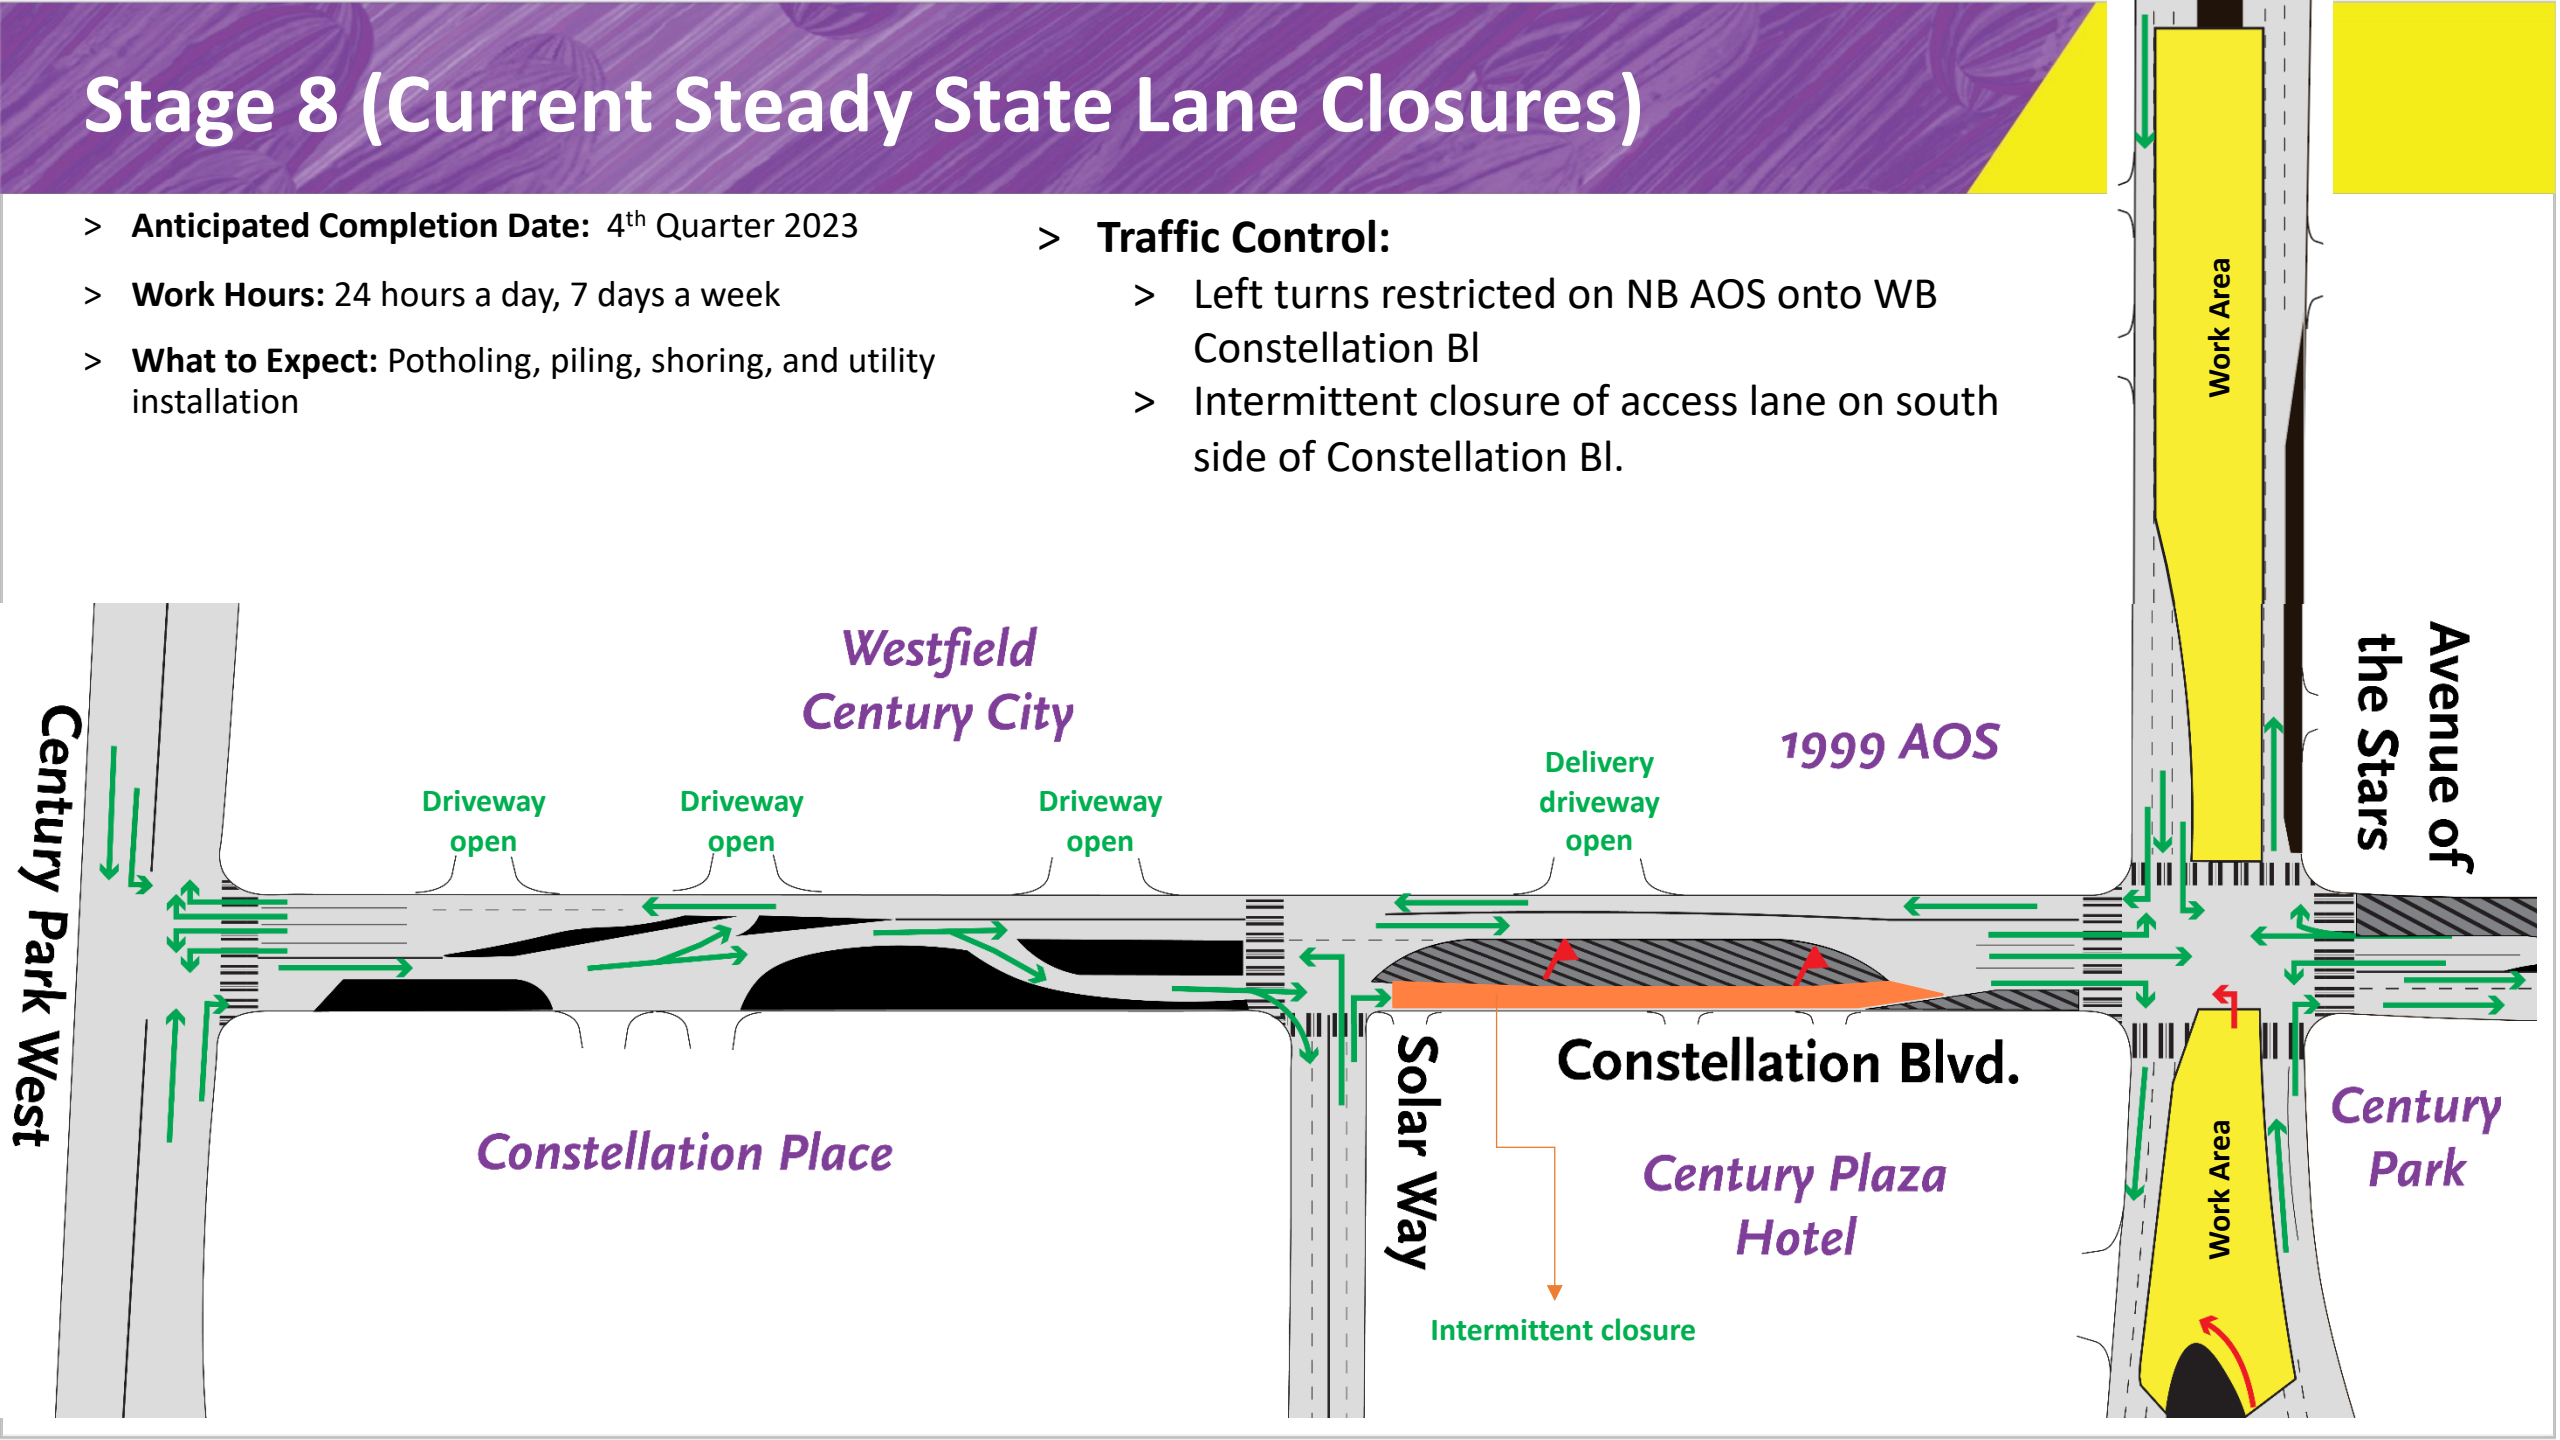 Stage 8 (Current Steady State Lane Closures)
> Anticipated Completion Date: 4th Quarter 2023
> Work Hours: 24 hours a day, 7 days a week
> What to Expect: Potholing, piling, shoring, and utility
installation
> Traffic Control:
> Left turns restricted on NB AOS onto WB
Constellation Bl
> Intermittent closure of access lane on south
side of Constellation Bl.
Work Area
Avenue of
the Stars
Westfield
Century City
1999 AOS
Century Park West
Driveway
open
Driveway
open
Driveway
open
Delivery
driveway
open
Solar Way
Constellation Blvd.
Constellation Place
Century Plaza
Hotel
Century
Park
Work Area
Intermittent closure